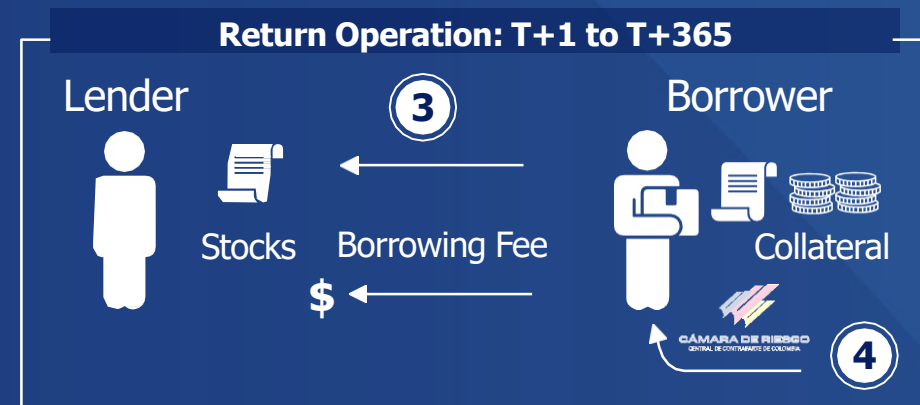 Return Operation: T+1 to T+365
Lender
3
Borrower
Stocks
Borrowing Fee
Collateral
$
CÁMARA DE RIESGO
CENTRAL DE CONTRAPARTE DE COLOMBIA
4